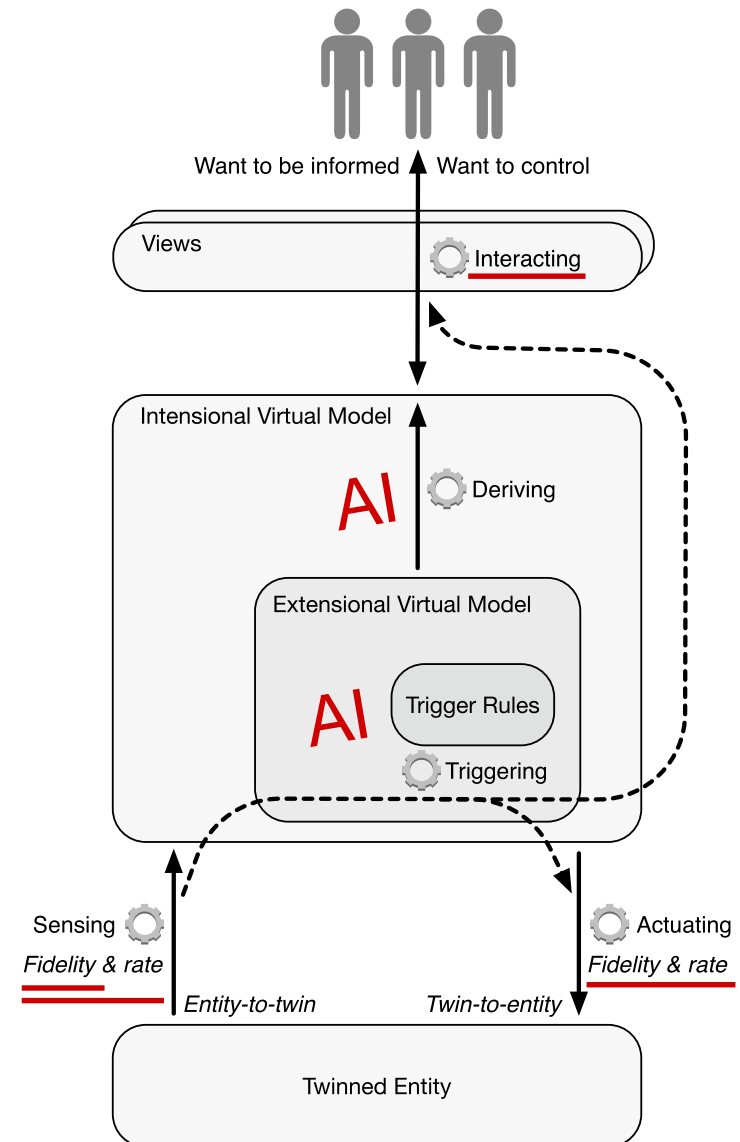 Want to be informed
Want to control
Views
Interacting
Intensional Virtual Model
AI
Deriving
Extensional Virtual Model
AI
Trigger Rules
Triggering
Sensing
Actuating
Fidelity & rate
Fidelity & rate
Entity-to-twin
Twin-to-entity
Twinned Entity